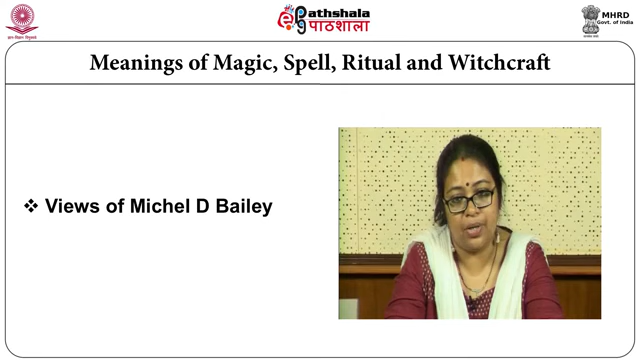 Pathshala
पाठशाला
MHRD
Govt. of India
Meanings of Magic, Spell, Ritual and Witchcraft
❖ Views of Michel D Bailey